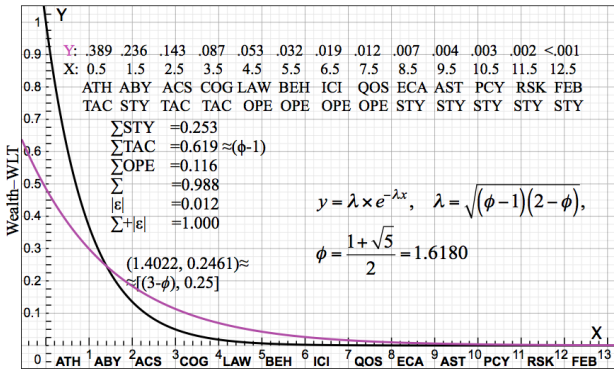 1 Y
Y: .389 .236 .143 .087 .053 .032 .019 .012 .007 .004 .003 .002 <.001
X: 0.5 1.5 2.5 3.5 4.5 5.5 6.5 7.5 8.5 9.5 10.5 11.5 12.5
ATH ABY ACS COG LAW BEH ICI QOS ECA AST PCY RSK FEB
TAC STY TAC TAC OPE OPE OPE OPE STY STY STY STY STY
∑STY =0.253
∑TAC =0.619 ≈(ϕ-1)
∑OPE =0.116
∑ =0.988
|ε| =0.012
∑+|ε| =1.000
y = λ × e^{-λx}, λ = √((ϕ−1)(2−ϕ)),
ϕ = (1+√5)/2 = 1.6180
(1.4022, 0.2461)≈
≈[(3-ϕ), 0.25]
Wealth–WLT
0.9
0.8
0.7
0.6
0.5
0.4
0.3
0.2
0.1
X
0 1 2 3 4 5 6 7 8 9 10 11 12 13
ATH ABY ACS COG LAW BEH ICI QOS ECA AST PCY RSK FEB